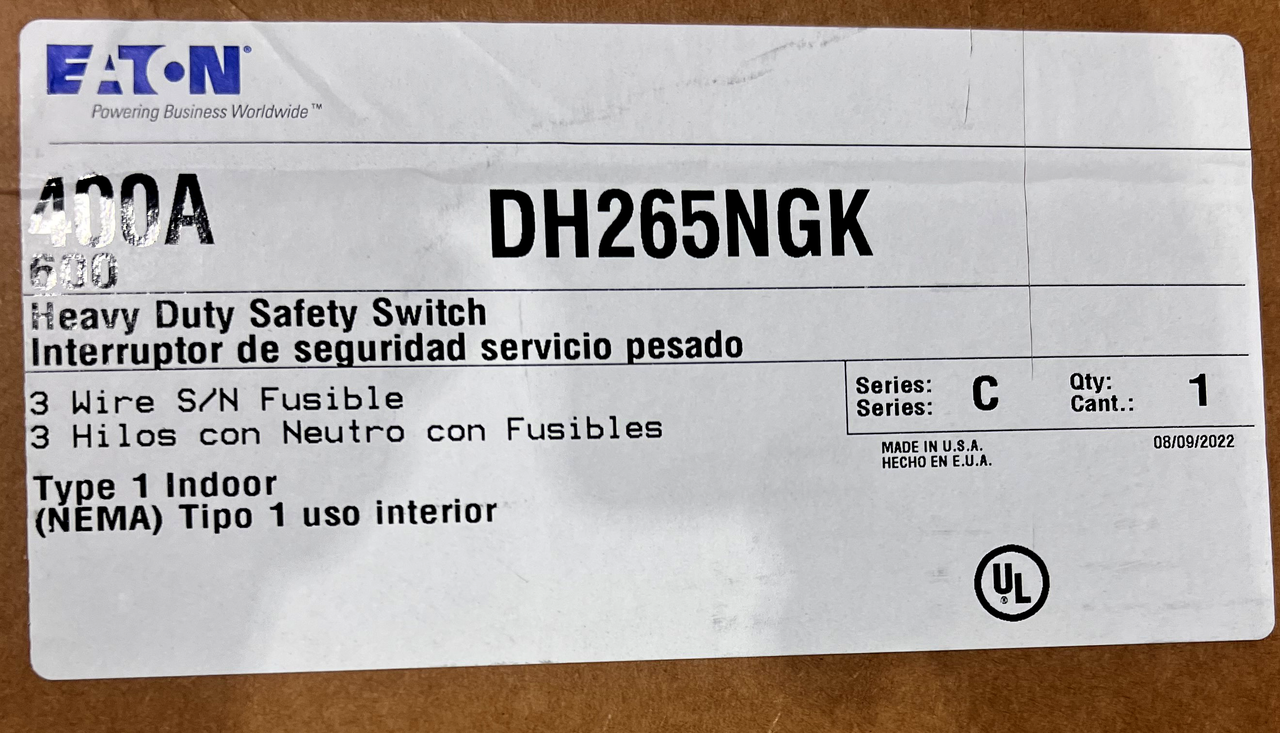 EATON®
Powering Business Worldwide™
400A DH265NGK
600
Heavy Duty Safety Switch
Interruptor de seguridad servicio pesado
3 Wire S/N Fusible
3 Hilos con Neutro con Fusibles
Type 1 Indoor
(NEMA) Tipo 1 uso interior
Series: C Qty: 1
Series: Cant.:
MADE IN U.S.A. 08/09/2022
HECHO EN E.U.A.
UL®